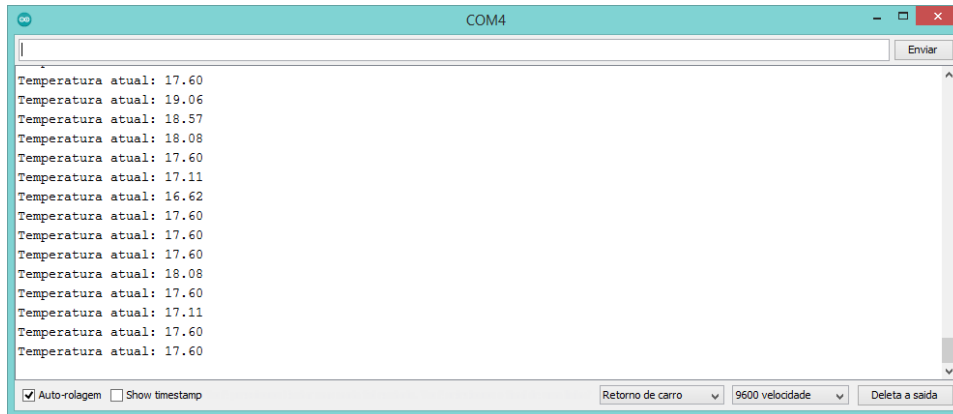 COM4
Enviar
Temperatura atual: 17.60
Temperatura atual: 19.06
Temperatura atual: 18.57
Temperatura atual: 18.08
Temperatura atual: 17.60
Temperatura atual: 17.11
Temperatura atual: 16.62
Temperatura atual: 17.60
Temperatura atual: 17.60
Temperatura atual: 17.60
Temperatura atual: 18.08
Temperatura atual: 17.60
Temperatura atual: 17.11
Temperatura atual: 17.60
Temperatura atual: 17.60
Auto-rolagem Show timestamp Retorno de carro 9600 velocidade Deleta a saida